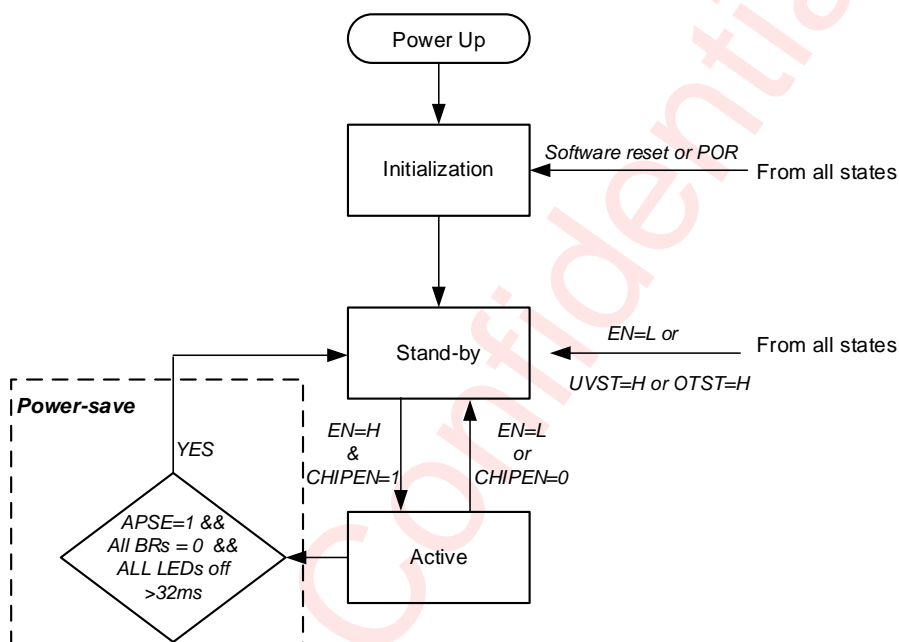 Power Up
Initialization
Software reset or POR
From all states
Stand-by
EN=L or
UVST=H or OTST=H
From all states
Power-save
YES
EN=H
&
CHIPEN=1
EN=L
or
CHIPEN=0
APSE=1 &&
All BRs = 0 &&
ALL LEDs off
>32ms
Active
Confidential